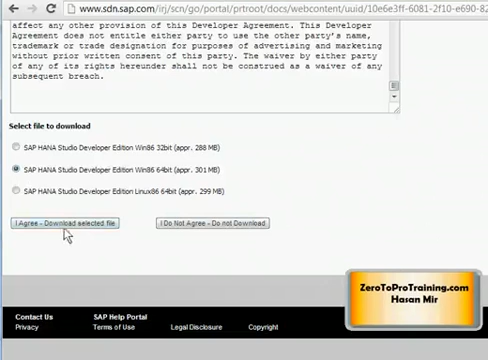 www.sdn.sap.com/irj/scn/go/portal/prtroot/docs/webcontent/uuid/10e6e3ff-6081-2f10-e690-82
affect any other provision of this Developer Agreement. This Developer
Agreement does not entitle either party to use the other party's name,
trademark or trade designation for purposes of advertising and marketing
without prior written consent of this party. The waiver by either party
of any of its rights hereunder shall not be construed as a waiver of any
subsequent breach.
Select file to download
SAP HANA Studio Developer Edition Win86 32bit (appr. 288 MB)
SAP HANA Studio Developer Edition Win86 64bit (appr. 301 MB)
SAP HANA Studio Developer Edition Linux86 64bit (appr. 299 MB)
I Agree - Download selected file
I Do Not Agree - Do not Download
ZeroToProTraining.com
Hasan Mir
Contact Us
SAP Help Portal
Privacy
Terms of Use
Legal Disclosure
Copyright